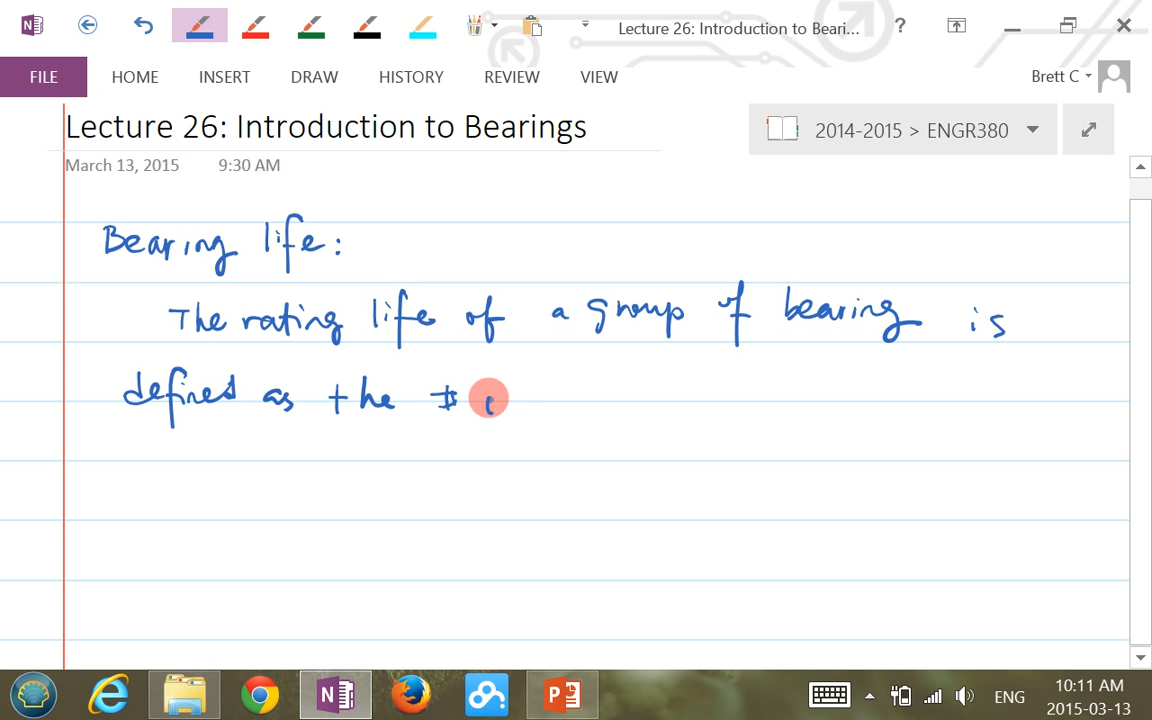 Lecture 26: Introduction to Beari...
?
FILE
HOME
INSERT
DRAW
HISTORY
REVIEW
VIEW
Brett C
Lecture 26: Introduction to Bearings
2014-2015 > ENGR380
March 13, 2015 9:30 AM
Bearing life:
The rating life of a group of bearing is
defined as the #
ENG
10:11 AM
2015-03-13